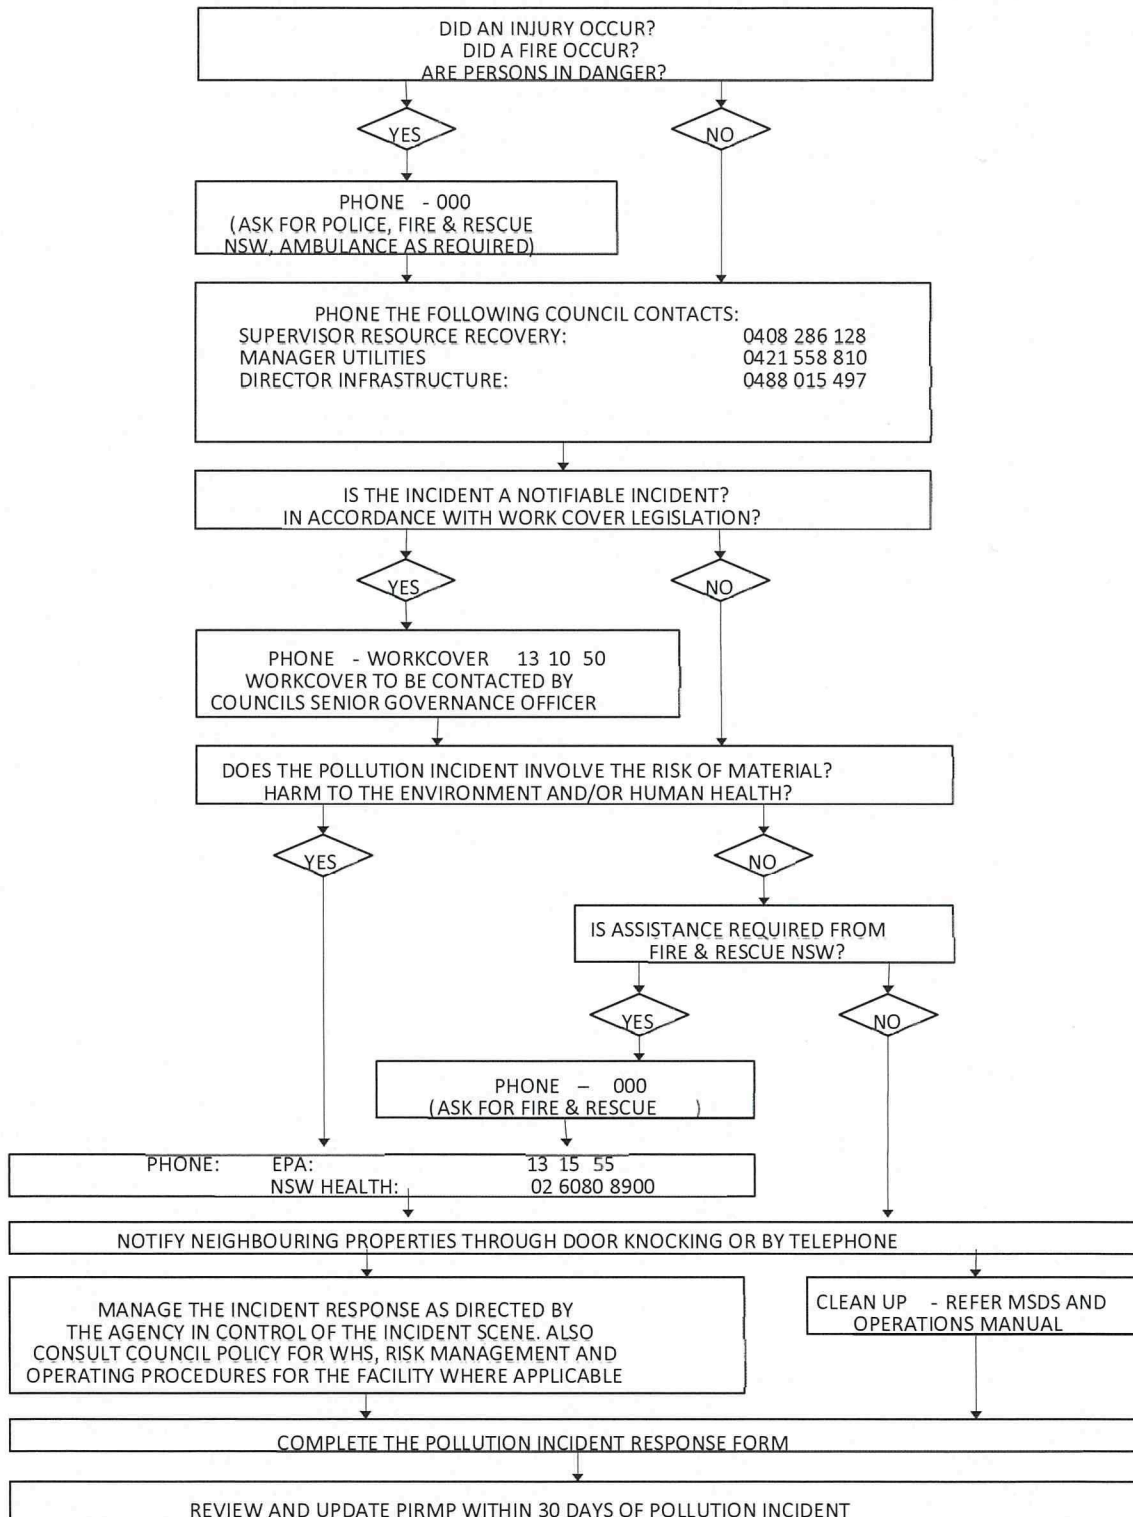 DID AN INJURY OCCUR?
DID A FIRE OCCUR?
ARE PERSONS IN DANGER?
YES
NO
PHONE - 000
(ASK FOR POLICE, FIRE & RESCUE
NSW, AMBULANCE AS REQUIRED)
PHONE THE FOLLOWING COUNCIL CONTACTS:
SUPERVISOR RESOURCE RECOVERY: 0408 286 128
MANAGER UTILITIES 0421 558 810
DIRECTOR INFRASTRUCTURE: 0488 015 497
IS THE INCIDENT A NOTIFIABLE INCIDENT?
IN ACCORDANCE WITH WORK COVER LEGISLATION?
YES
NO
PHONE - WORKCOVER 13 10 50
WORKCOVER TO BE CONTACTED BY
COUNCILS SENIOR GOVERNANCE OFFICER
DOES THE POLLUTION INCIDENT INVOLVE THE RISK OF MATERIAL?
HARM TO THE ENVIRONMENT AND/OR HUMAN HEALTH?
YES
NO
IS ASSISTANCE REQUIRED FROM
FIRE & RESCUE NSW?
YES
NO
PHONE – 000
(ASK FOR FIRE & RESCUE )
PHONE: EPA: 13 15 55
NSW HEALTH: 02 6080 8900
NOTIFY NEIGHBOURING PROPERTIES THROUGH DOOR KNOCKING OR BY TELEPHONE
MANAGE THE INCIDENT RESPONSE AS DIRECTED BY
THE AGENCY IN CONTROL OF THE INCIDENT SCENE. ALSO
CONSULT COUNCIL POLICY FOR WHS, RISK MANAGEMENT AND
OPERATING PROCEDURES FOR THE FACILITY WHERE APPLICABLE
CLEAN UP - REFER MSDS AND
OPERATIONS MANUAL
COMPLETE THE POLLUTION INCIDENT RESPONSE FORM
REVIEW AND UPDATE PIRMP WITHIN 30 DAYS OF POLLUTION INCIDENT